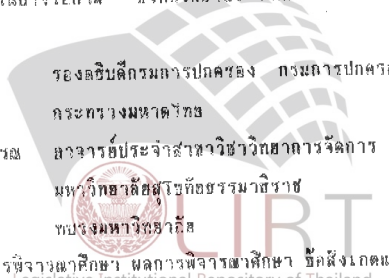 รองอธิบดีกรมการปกครอง กรมการปกคร
กระทรวงมหาดไทย
รณ อาจารย์ประจำสาขาวิชาวิทยาการจัดการ
มหาวิทยาลัยสุโขทัยธรรมาธิราช
ทบวงมหาวิทยาลัย
LIRT
รพิจารณาศึกษา ผลการพิจารณาศึกษา ข้อสังเกตแ